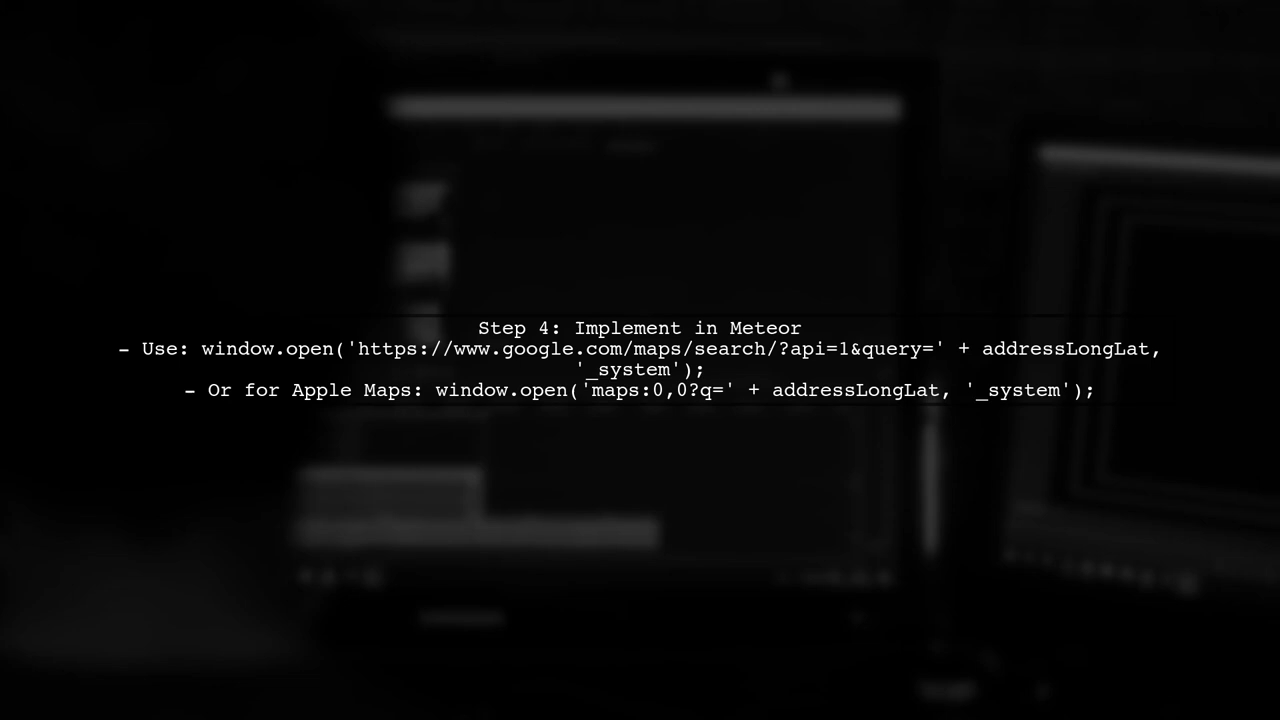 Step 4: Implement in Meteor
- Use: window.open('https://www.google.com/maps/search/?api=1&query=' + addressLongLat,
'_system');
- Or for Apple Maps: window.open('maps:0,0?q=' + addressLongLat, '_system');